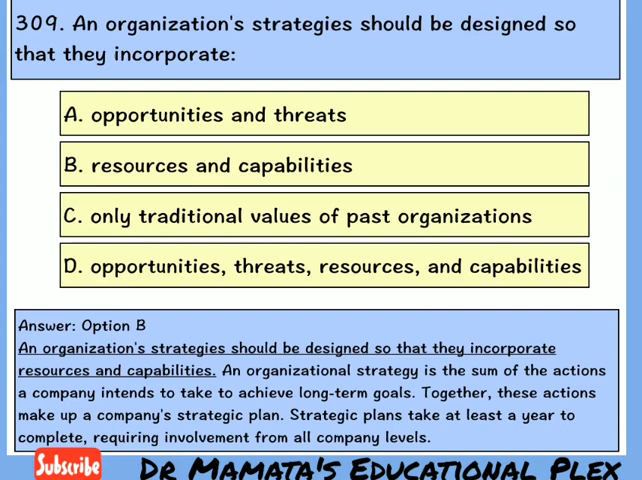 309. An organization's strategies should be designed so
that they incorporate:
A. opportunities and threats
B. resources and capabilities
C. only traditional values of past organizations
D. opportunities, threats, resources, and capabilities
Answer: Option B
An organization's strategies should be designed so that they incorporate
resources and capabilities. An organizational strategy is the sum of the actions
a company intends to take to achieve long-term goals. Together, these actions
make up a company's strategic plan. Strategic plans take at least a year to
complete, requiring involvement from all company levels.
Subscribe
DR MAMATA'S EDUCATIONAL PLEX